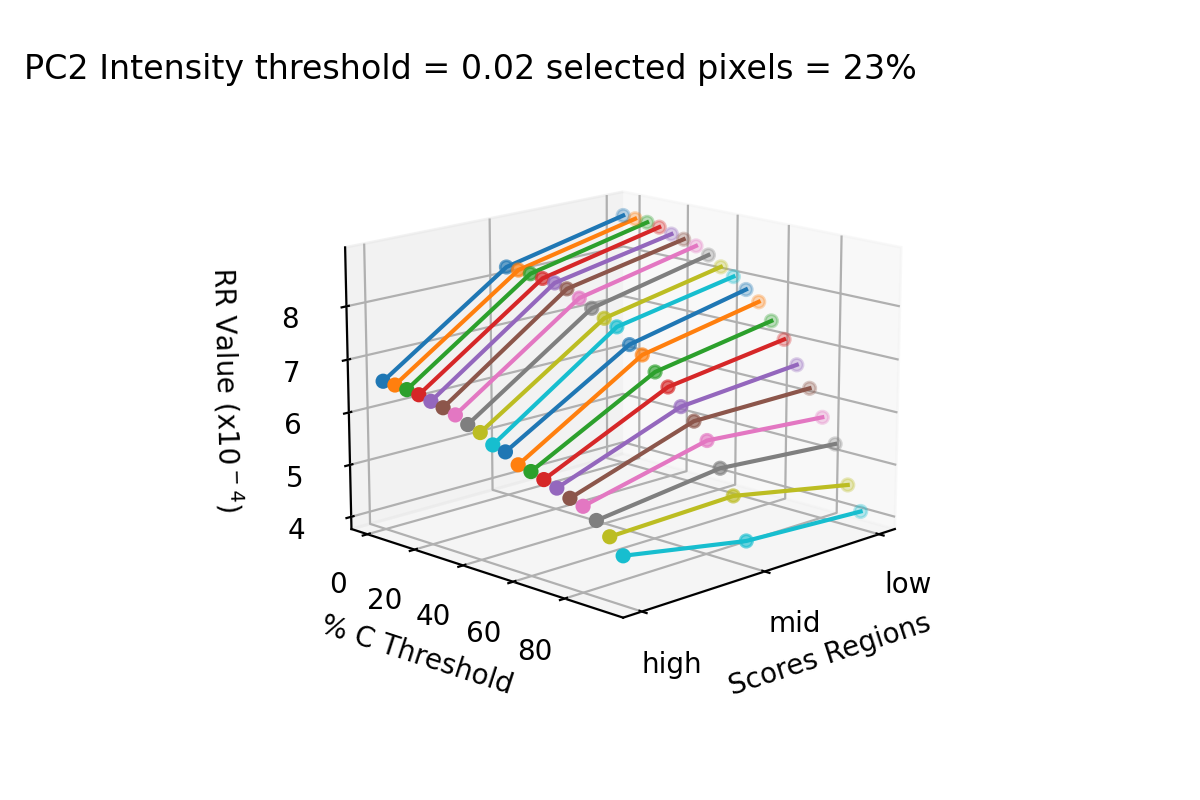 PC2 Intensity threshold = 0.02 selected pixels = 23%
RR Value (x10⁻⁴)
8
7
6
5
4
0
20
40
60
80
% C Threshold
high
mid
low
Scores Regions